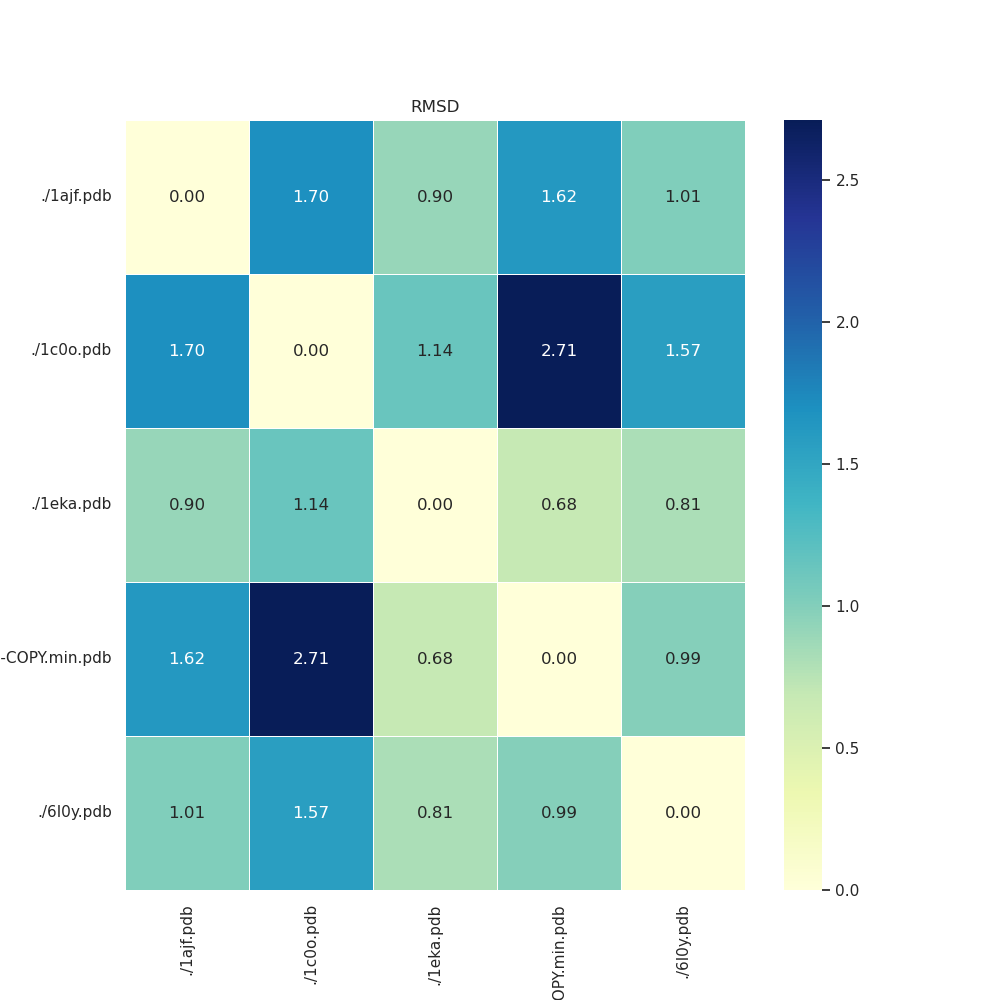 RMSD
./1ajf.pdb 0.00 1.70 0.90 1.62 1.01
./1c0o.pdb 1.70 0.00 1.14 2.71 1.57
./1eka.pdb 0.90 1.14 0.00 0.68 0.81
-COPY.min.pdb 1.62 2.71 0.68 0.00 0.99
./6l0y.pdb 1.01 1.57 0.81 0.99 0.00
./1ajf.pdb ./1c0o.pdb ./1eka.pdb OPY.min.pdb ./6l0y.pdb
2.5
2.0
1.5
1.0
0.5
0.0